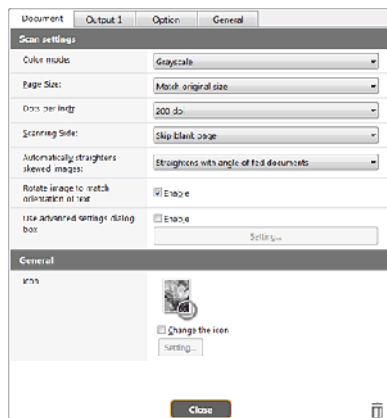 Document Output 1 Option General
Scan settings
Color mode: Grayscale
Page Size: Match original size
Dots per inch: 200 dpi
Scanning Side: Skip blank page
Automatically straightens
skewed images: Straightens with angle of fed documents
Rotate image to match
orientation of text Enable
Use advanced settings dialog
box Enable
Setting...
General
Icon
Change the icon
Setting...
Close